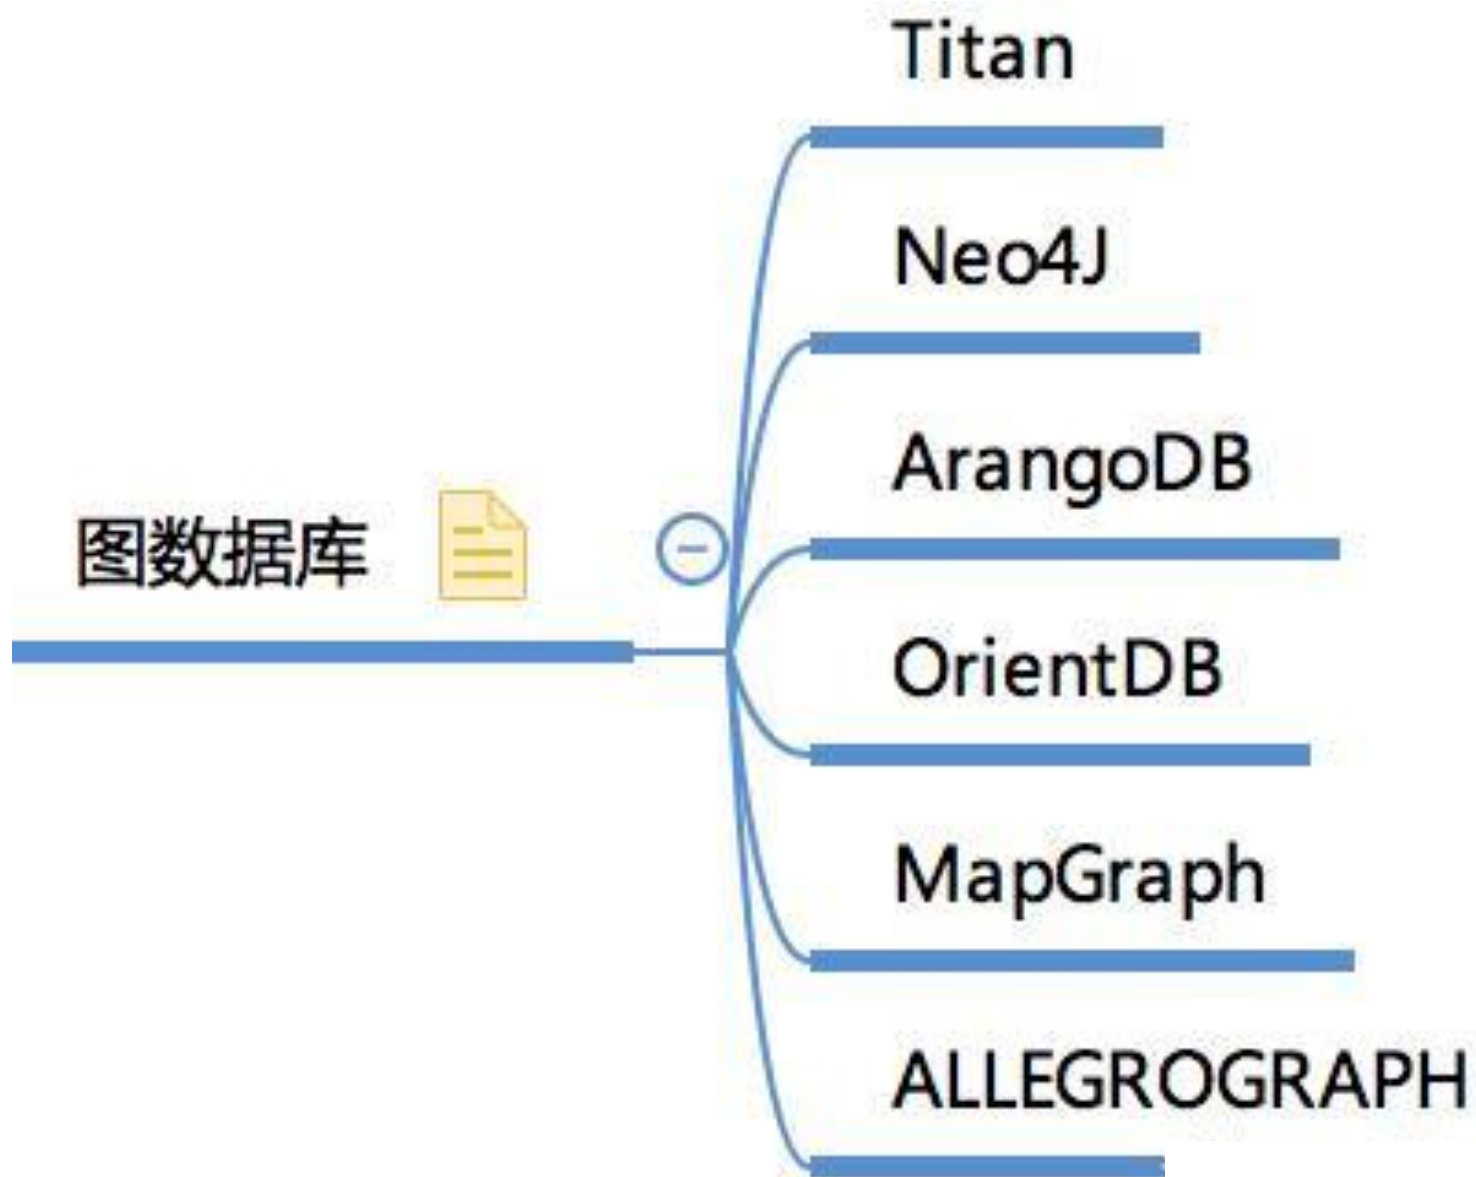 Titan
Neo4J
ArangoDB
图数据库
OrientDB
MapGraph
ALLEGROGRAPH